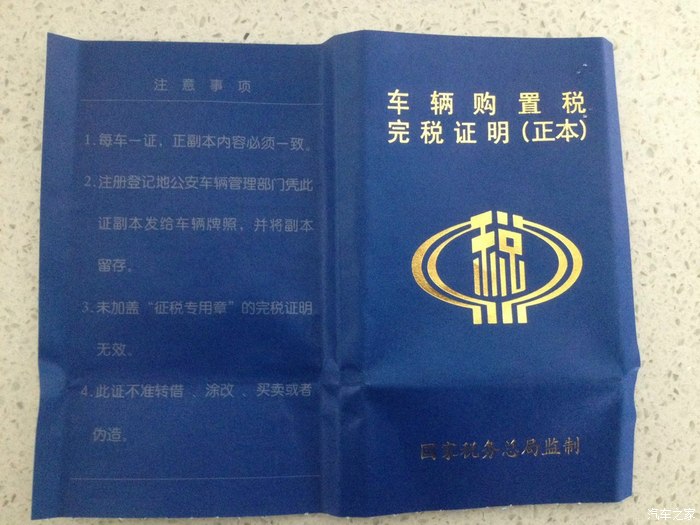 注意事项
1.每车一证，正副本内容必须一致。
2.注册登记地公安车辆管理部门凭此
证副本发给车辆牌照，并将副本
留存。
3.未加盖“征税专用章”的完税证明
无效。
4.此证不准转借、涂改、买卖或者
伪造。
车辆购置税
完税证明(正本)
税
国家税务总局监制
汽车之家